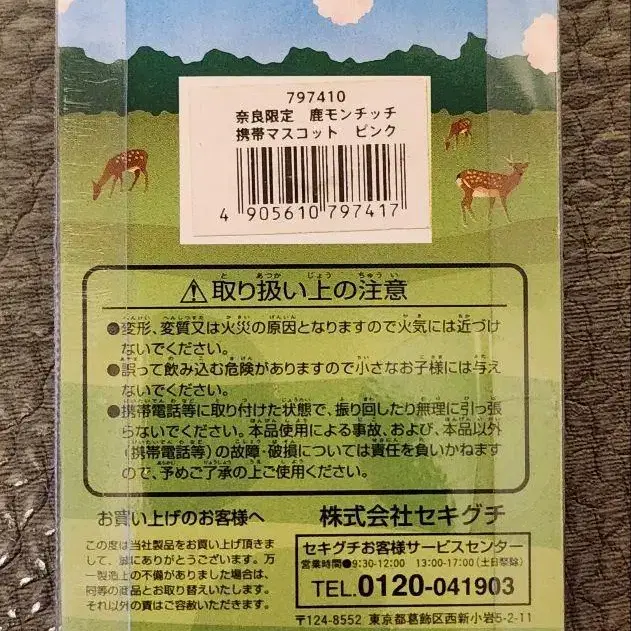 797410
奈良限定 鹿モンチッチ
携帯マスコット ピンク
4 905610 797417
⚠取り扱い上の注意
●変形、変質又は火災の原因となりますので火気には近づけ
ないでください。
●誤って飲み込む危険がありますので小さなお子様には与え
ないでください。
●携帯電話等に取り付けた状態で、振り回したり無理に引っ張
らないでください。本品使用による事故、および、本品以外
(携帯電話等)の故障・破損については責任を負いかねます
ので、予めご了承の上ご使用ください。
お買い上げのお客様へ
この度は当社製品をお買い上げ頂きま
して、誠にありがとうございます。万
一製造上の不備がありました場合は、
同等の商品とお取り替えいたします。
それ以外の責はご容赦いただきます。
株式会社セキグチ
セキグチお客様サービスセンター
営業時間●9:30-12:00 13:00-17:00(土日祭除)
TEL.0120-041903
〒124-8552 東京都葛飾区西新小岩5-2-11